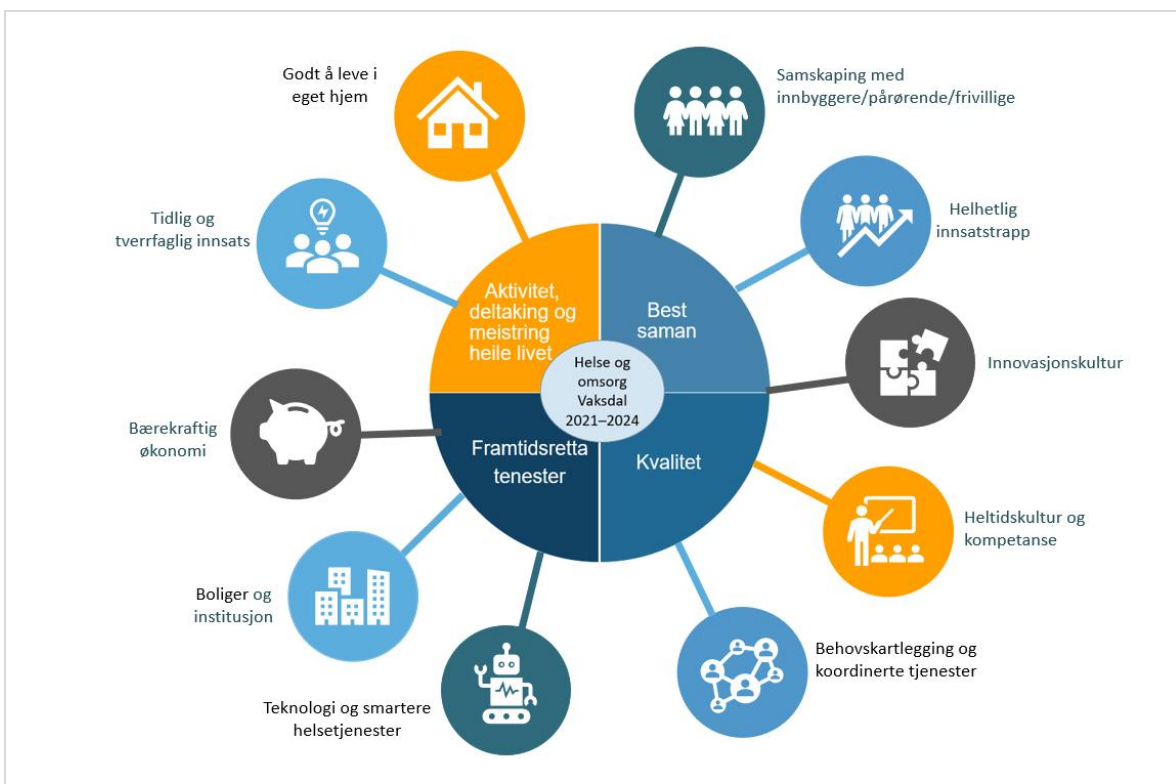 Godt å leve i
eget hjem
Samskaping med
innbyggere/pårørende/frivillige
Tidlig og
tverrfaglig innsats
Helhetlig
innsatstrapp
Aktivitet,
deltaking og
meistring
heile livet
Best
saman
Helse og
omsorg
Vaksdal
2021–2024
Innovasjonskultur
Bærekraftig
økonomi
Framtidsretta
tenester
Kvalitet
Heltidskultur og
kompetanse
Boliger og
institusjon
Behovskartlegging og
koordinerte tjenester
Teknologi og smartere
helsetjenester